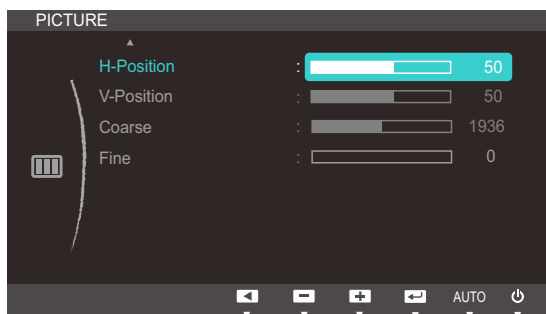 PICTURE
H-Position : 50
V-Position : 50
Coarse : 1936
Fine : 0
AUTO